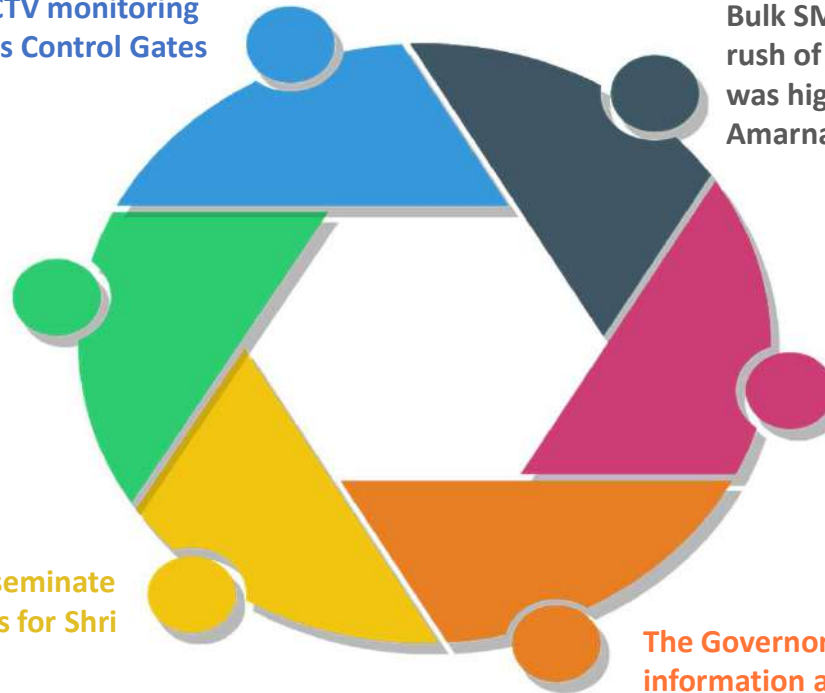 CTV monitoring
s Control Gates
Bulk SM
rush of
was hig
Amarna
seminate
s for Shri
The Governor
information a